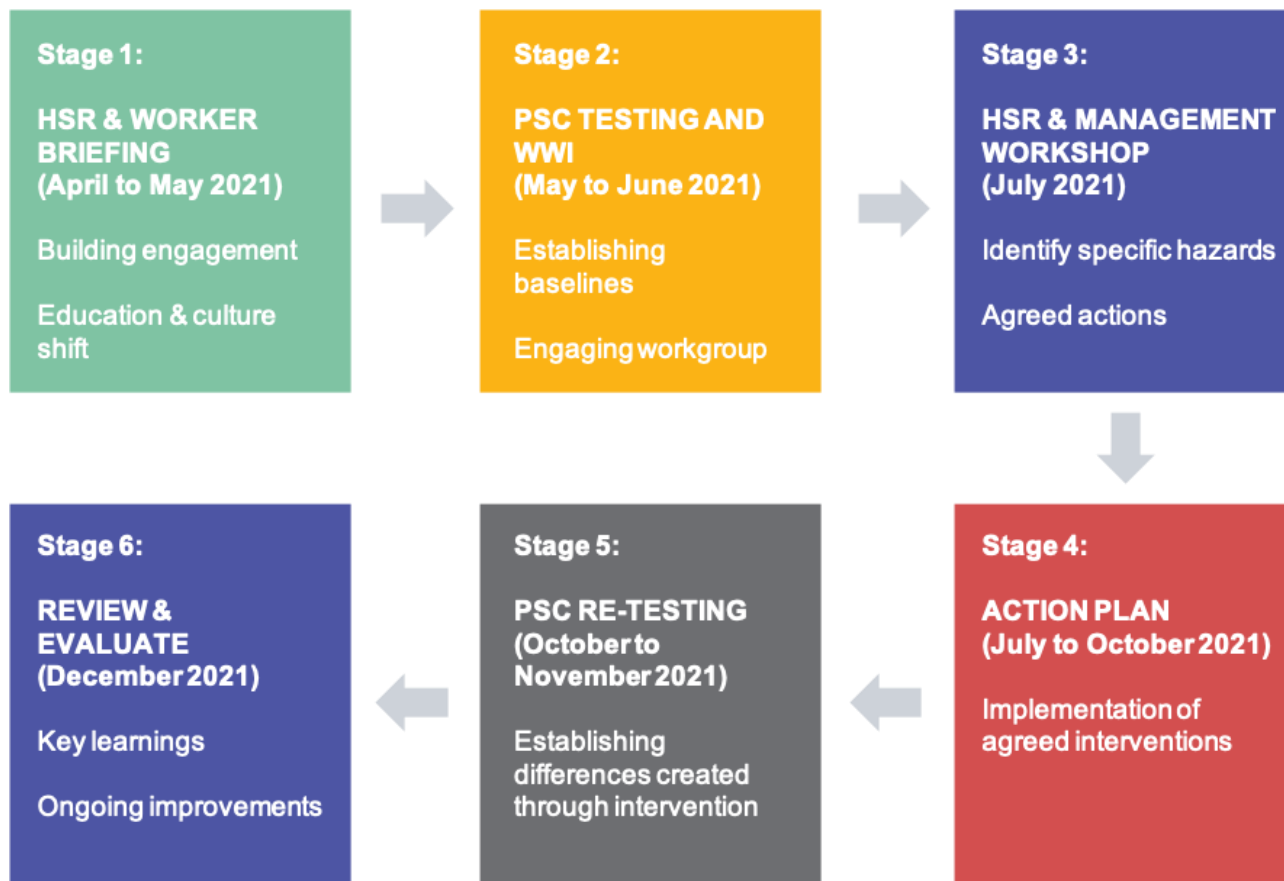 Stage 1:
HSR & WORKER
BRIEFING
(April to May 2021)
Building engagement
Education & culture
shift
Stage 2:
PSC TESTING AND
WWI
(May to June 2021)
Establishing
baselines
Engaging workgroup
Stage 3:
HSR & MANAGEMENT
WORKSHOP
(July 2021)
Identify specific hazards
Agreed actions
Stage 4:
ACTION PLAN
(July to October 2021)
Implementation of
agreed interventions
Stage 5:
PSC RE-TESTING
(October to
November 2021)
Establishing
differences created
through intervention
Stage 6:
REVIEW &
EVALUATE
(December 2021)
Key learnings
Ongoing improvements